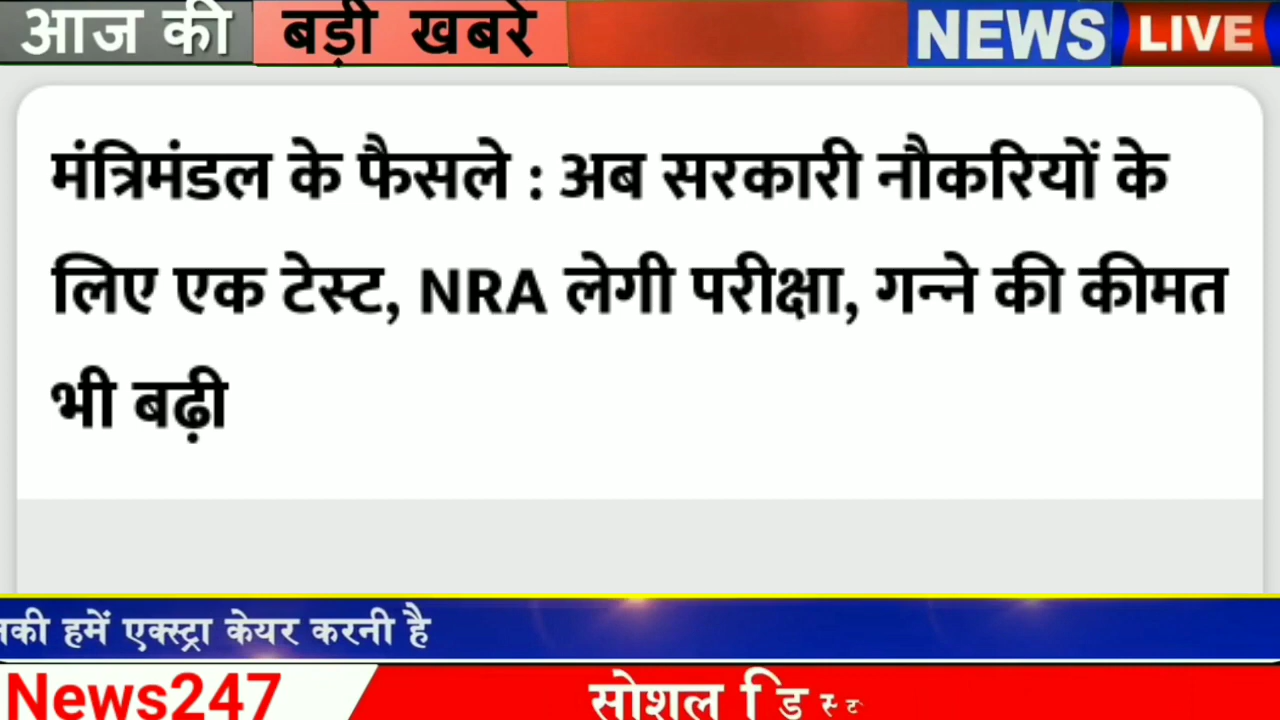 आज की बड़ी खबरे NEWS LIVE
मंत्रिमंडल के फैसले : अब सरकारी नौकरियों के
लिए एक टेस्ट, NRA लेगी परीक्षा, गन्ने की कीमत
भी बढ़ी
हमें एक्स्ट्रा केयर करनी है
News247 सोशल